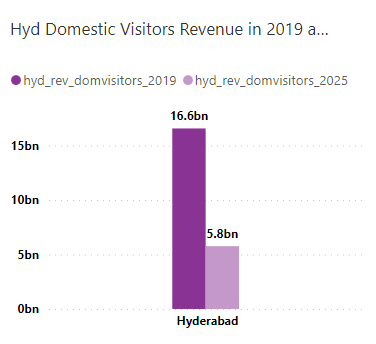 Hyd Domestic Visitors Revenue in 2019 a...
hyd_rev_domvisitors_2019 hyd_rev_domvisitors_2025
16.6bn
15bn
10bn
5.8bn
5bn
0bn
Hyderabad